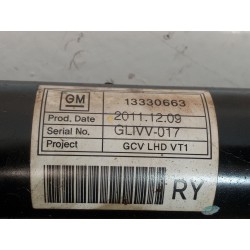 GM 13330663
Prod. Date 2011.12.09
Serial No. GLIVV-017
Project GCV LHD VT1
RY